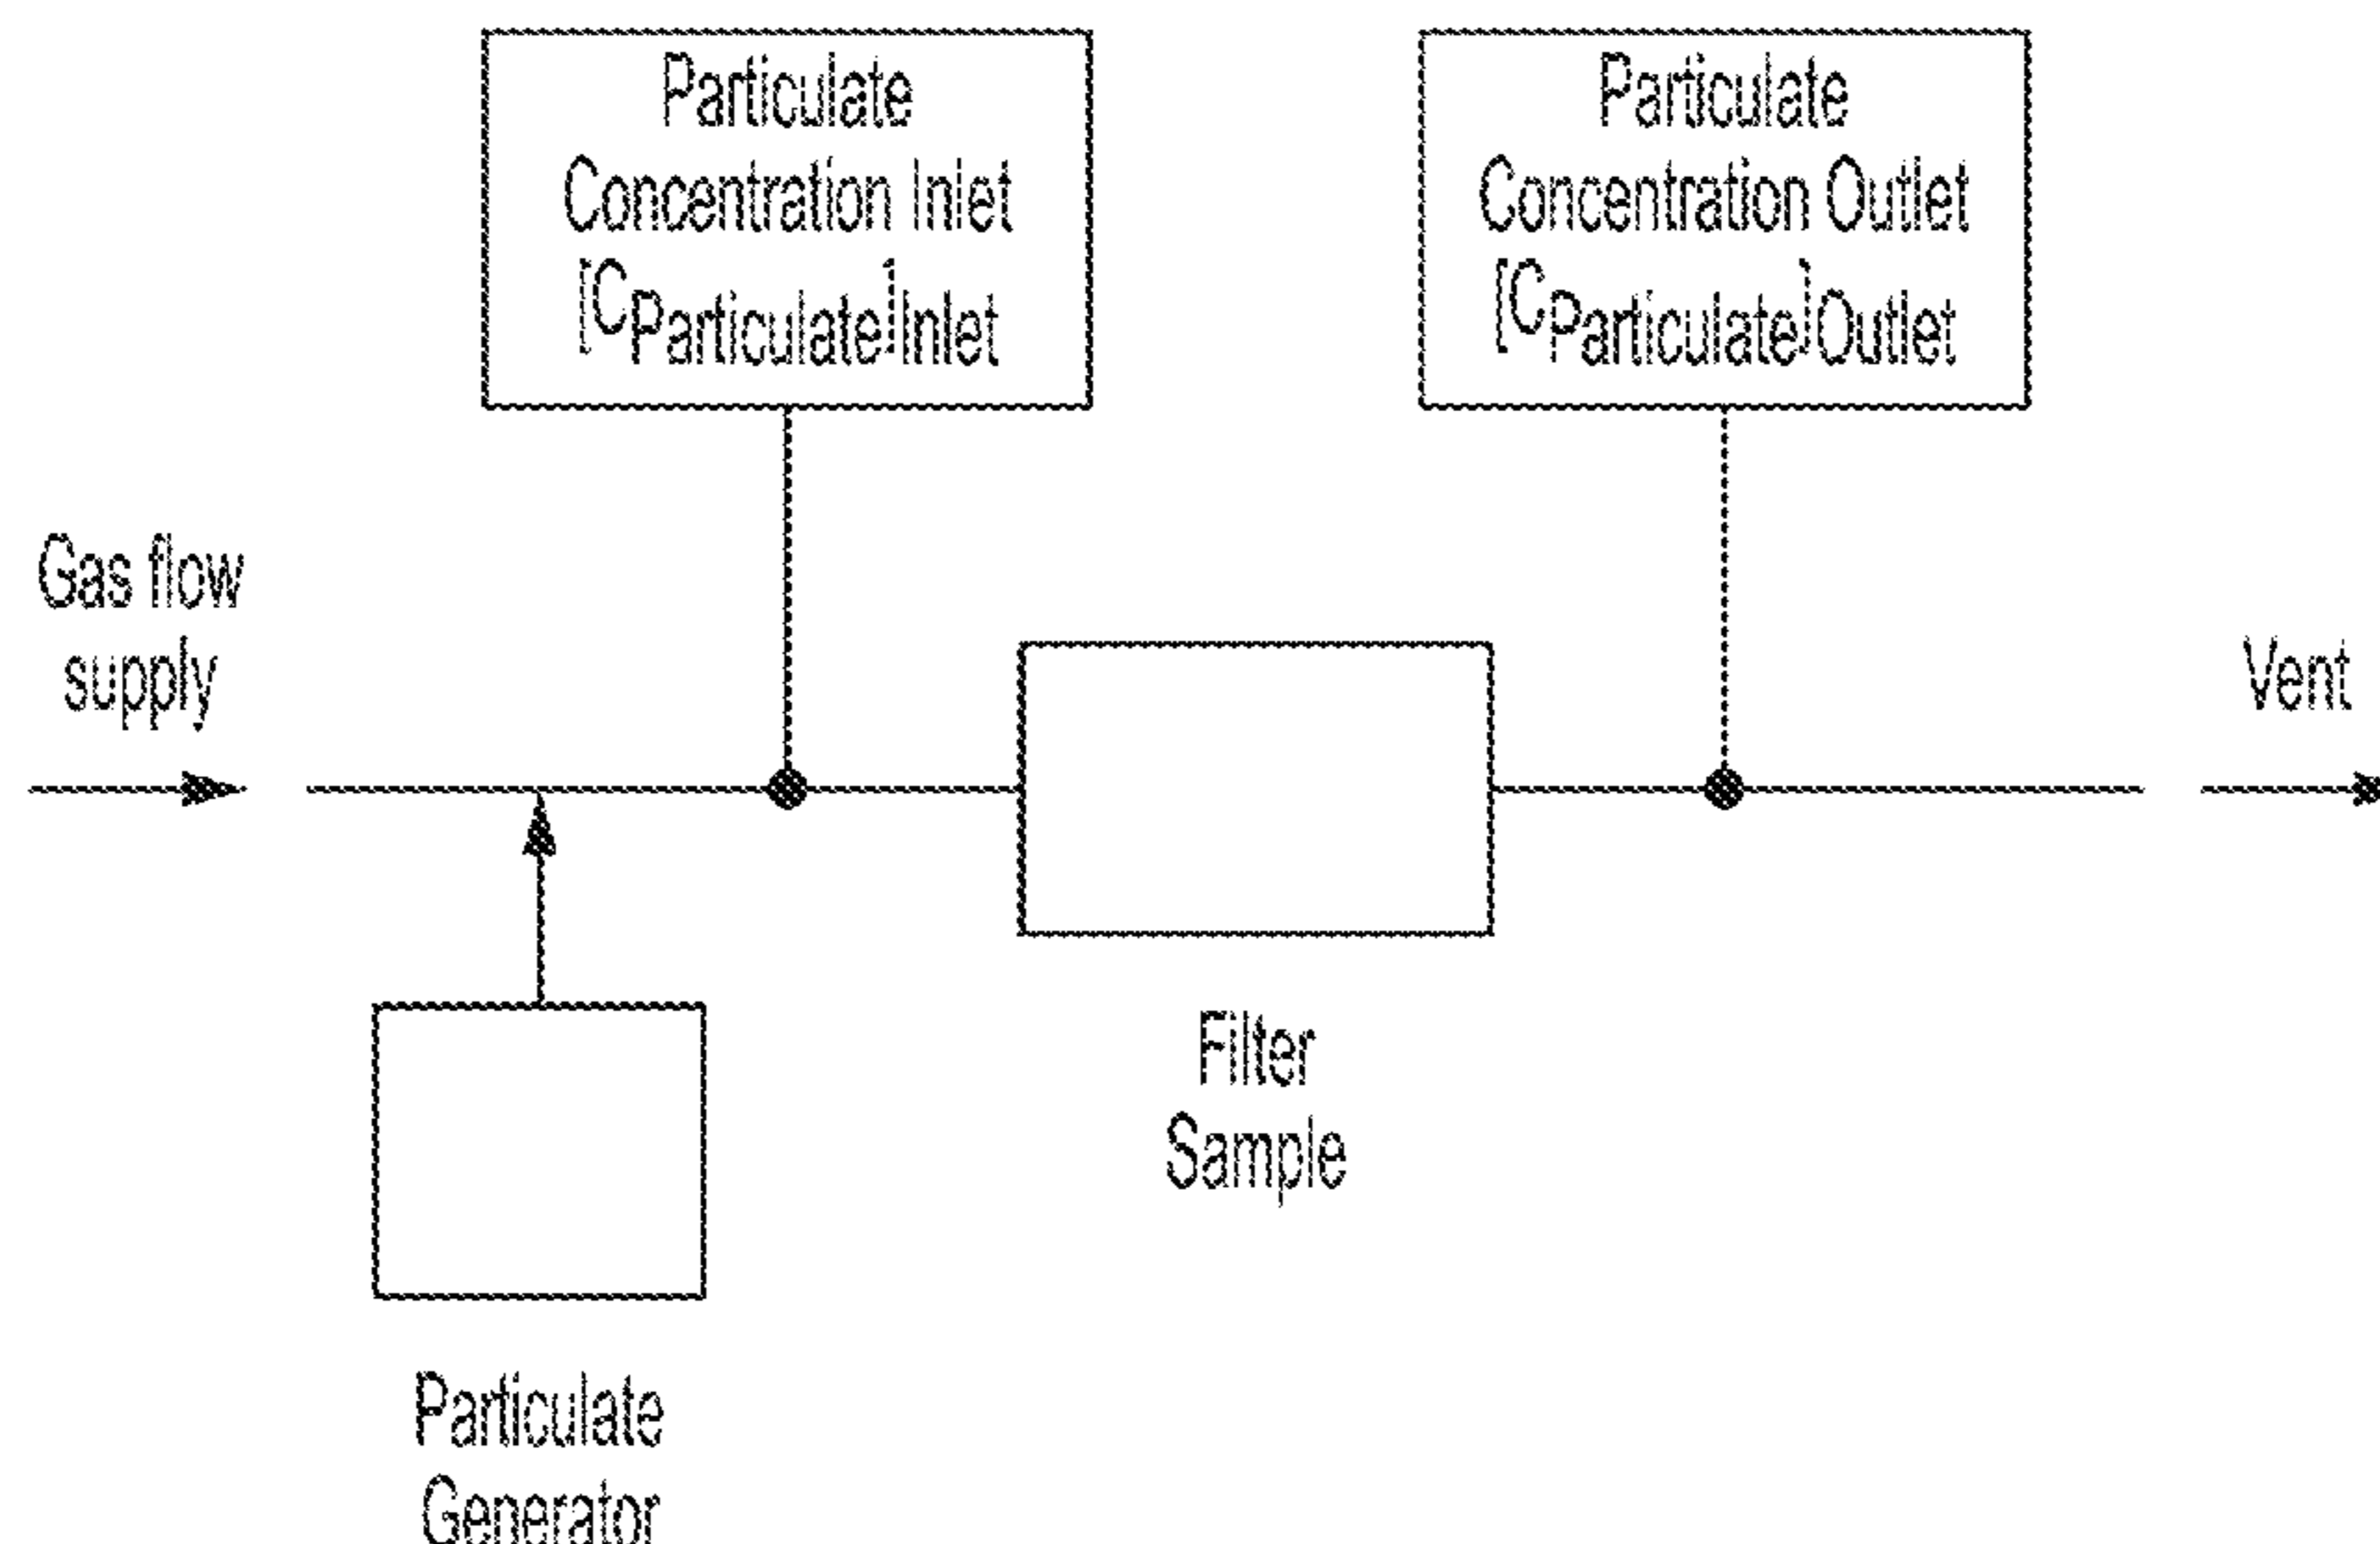 Particulate
Concentration Inlet
[CParticulate]Inlet
Particulate
Concentration Outlet
[CParticulate]Outlet
Gas flow
supply
Vent
Filter
Sample
Particulate
Generator